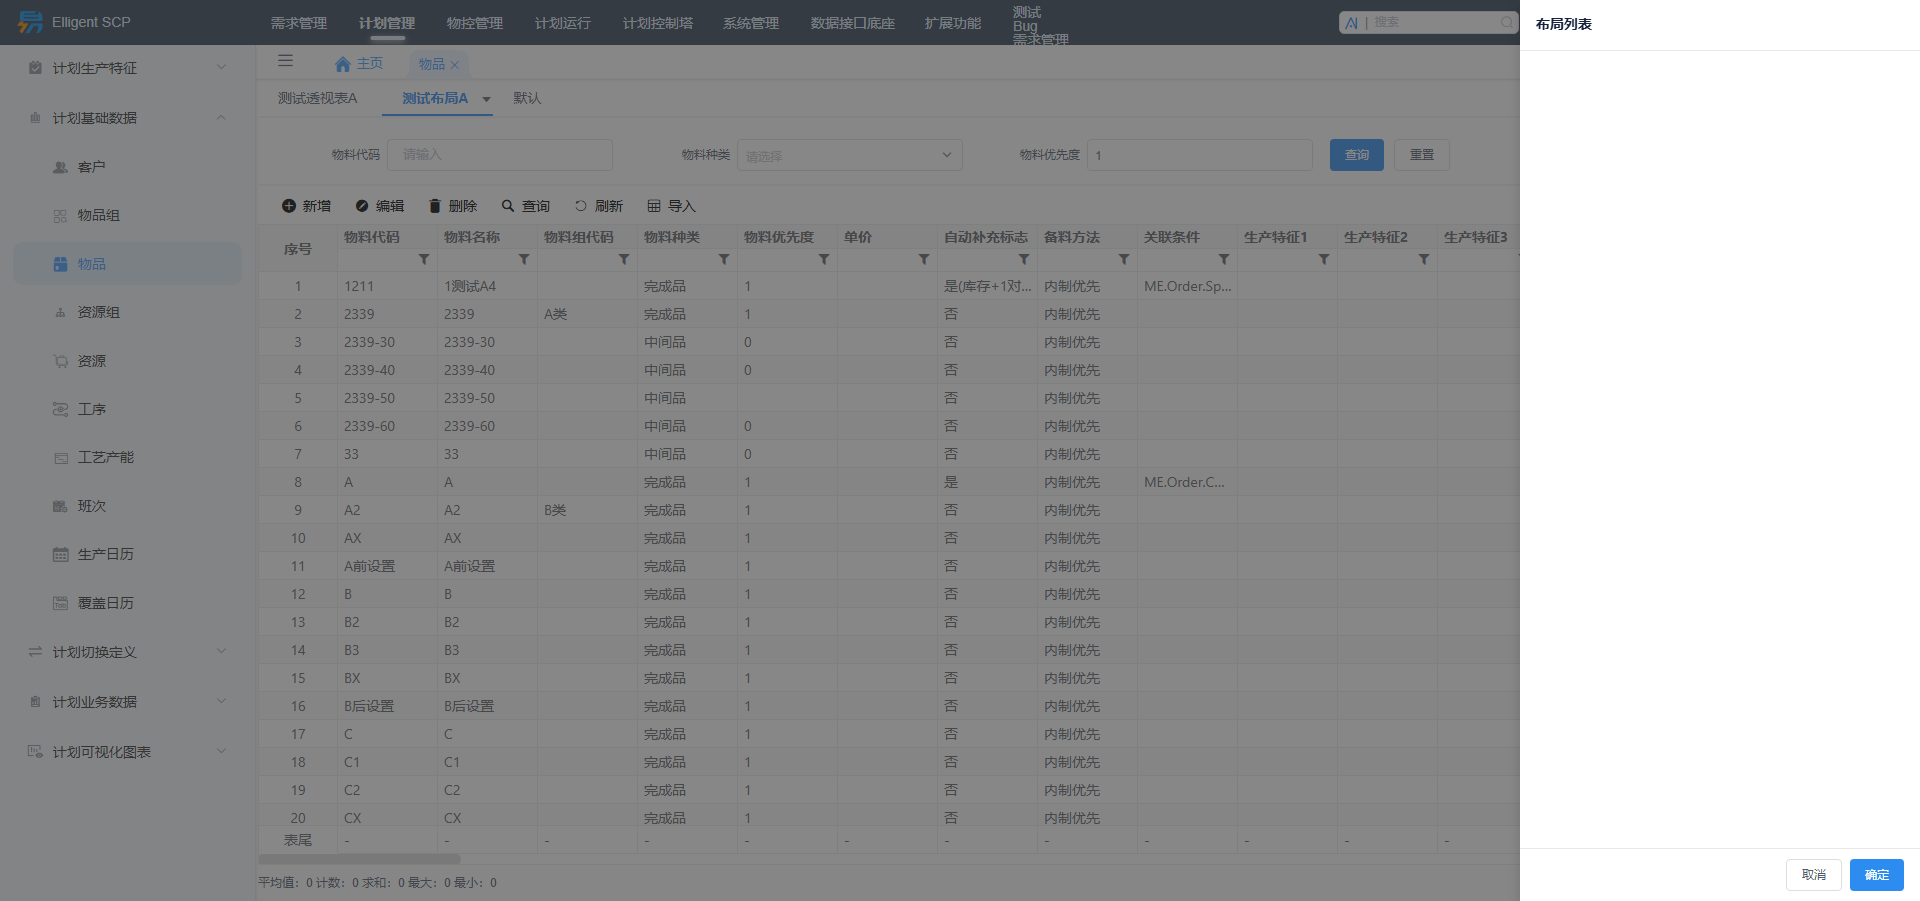 Elligent SCP
需求管理 计划管理 物控管理 计划运行 计划控制塔 系统管理 数据接口底座 扩展功能 测试Bug需求管理
AI | 搜索
布局列表
计划生产特征
计划基础数据
客户
物品组
物品
资源组
资源
工序
工艺产能
班次
生产日历
覆盖日历
计划切换定义
计划业务数据
计划可视化图表
主页 物品
测试透视表A 测试布局A 默认
物料代码 请输入 物料种类 请选择 物料优先度 1 查询 重置
新增 编辑 删除 查询 刷新 导入
序号 物料代码 物料名称 物料组代码 物料种类 物料优先度 单价 自动补充标志 备料方法 关联条件 生产特征1 生产特征2 生产特征3
1 1211 1测试A4 完成品 1 是(库存+1对... 内制优先 ME.Order.Sp...
2 2339 2339 A类 完成品 1 否 内制优先
3 2339-30 2339-30 中间品 0 否 内制优先
4 2339-40 2339-40 中间品 0 否 内制优先
5 2339-50 2339-50 中间品 否 内制优先
6 2339-60 2339-60 中间品 0 否 内制优先
7 33 33 中间品 0 否 内制优先
8 A A 完成品 1 是 内制优先 ME.Order.C...
9 A2 A2 B类 完成品 1 否 内制优先
10 AX AX 完成品 1 否 内制优先
11 A前设置 A前设置 完成品 1 否 内制优先
12 B B 完成品 1 否 内制优先
13 B2 B2 完成品 1 否 内制优先
14 B3 B3 完成品 1 否 内制优先
15 BX BX 完成品 1 否 内制优先
16 B后设置 B后设置 完成品 1 否 内制优先
17 C C 完成品 1 否 内制优先
18 C1 C1 完成品 1 否 内制优先
19 C2 C2 完成品 1 否 内制优先
20 CX CX 完成品 1 否 内制优先
表尾 - - - - - - - - - - - -
平均值：0 计数：0 求和：0 最大：0 最小：0
取消 确定